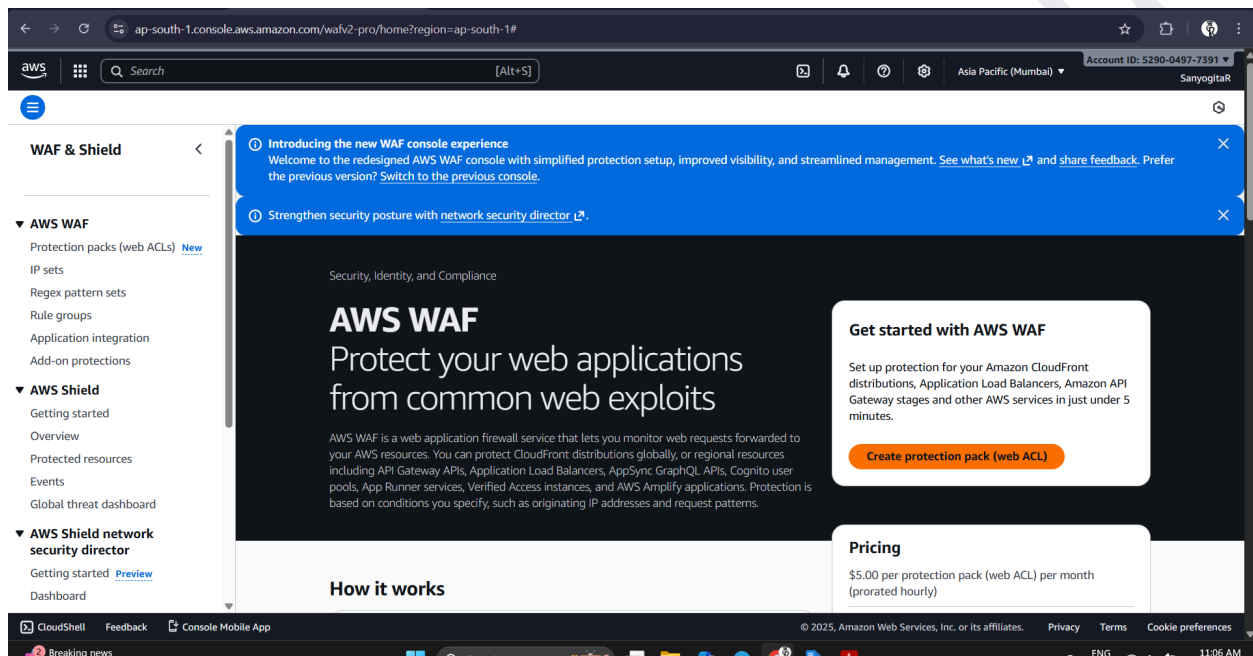 ap-south-1.console.aws.amazon.com/wafv2-pro/home?region=ap-south-1#
aws
Search
[Alt+S]
Asia Pacific (Mumbai)
Account ID: 5290-0497-7391
SanyogitaR
WAF & Shield
Introducing the new WAF console experience
Welcome to the redesigned AWS WAF console with simplified protection setup, improved visibility, and streamlined management. See what's new and share feedback. Prefer
the previous version? Switch to the previous console.
Strengthen security posture with network security director .
AWS WAF
Protection packs (web ACLs) New
IP sets
Regex pattern sets
Rule groups
Application integration
Add-on protections
AWS Shield
Getting started
Overview
Protected resources
Events
Global threat dashboard
AWS Shield network
security director
Getting started Preview
Dashboard
Security, Identity, and Compliance
AWS WAF
Protect your web applications
from common web exploits
AWS WAF is a web application firewall service that lets you monitor web requests forwarded to
your AWS resources. You can protect CloudFront distributions globally, or regional resources
including API Gateway APIs, Application Load Balancers, AppSync GraphQL APIs, Cognito user
pools, App Runner services, Verified Access instances, and AWS Amplify applications. Protection is
based on conditions you specify, such as originating IP addresses and request patterns.
Get started with AWS WAF
Set up protection for your Amazon CloudFront
distributions, Application Load Balancers, Amazon API
Gateway stages and other AWS services in just under 5
minutes.
Create protection pack (web ACL)
How it works
Pricing
$5.00 per protection pack (web ACL) per month
(prorated hourly)
CloudShell
Feedback
Console Mobile App
© 2025, Amazon Web Services, Inc. or its affiliates.
Privacy
Terms
Cookie preferences
2
Breaking news
ENG
11:06 AM